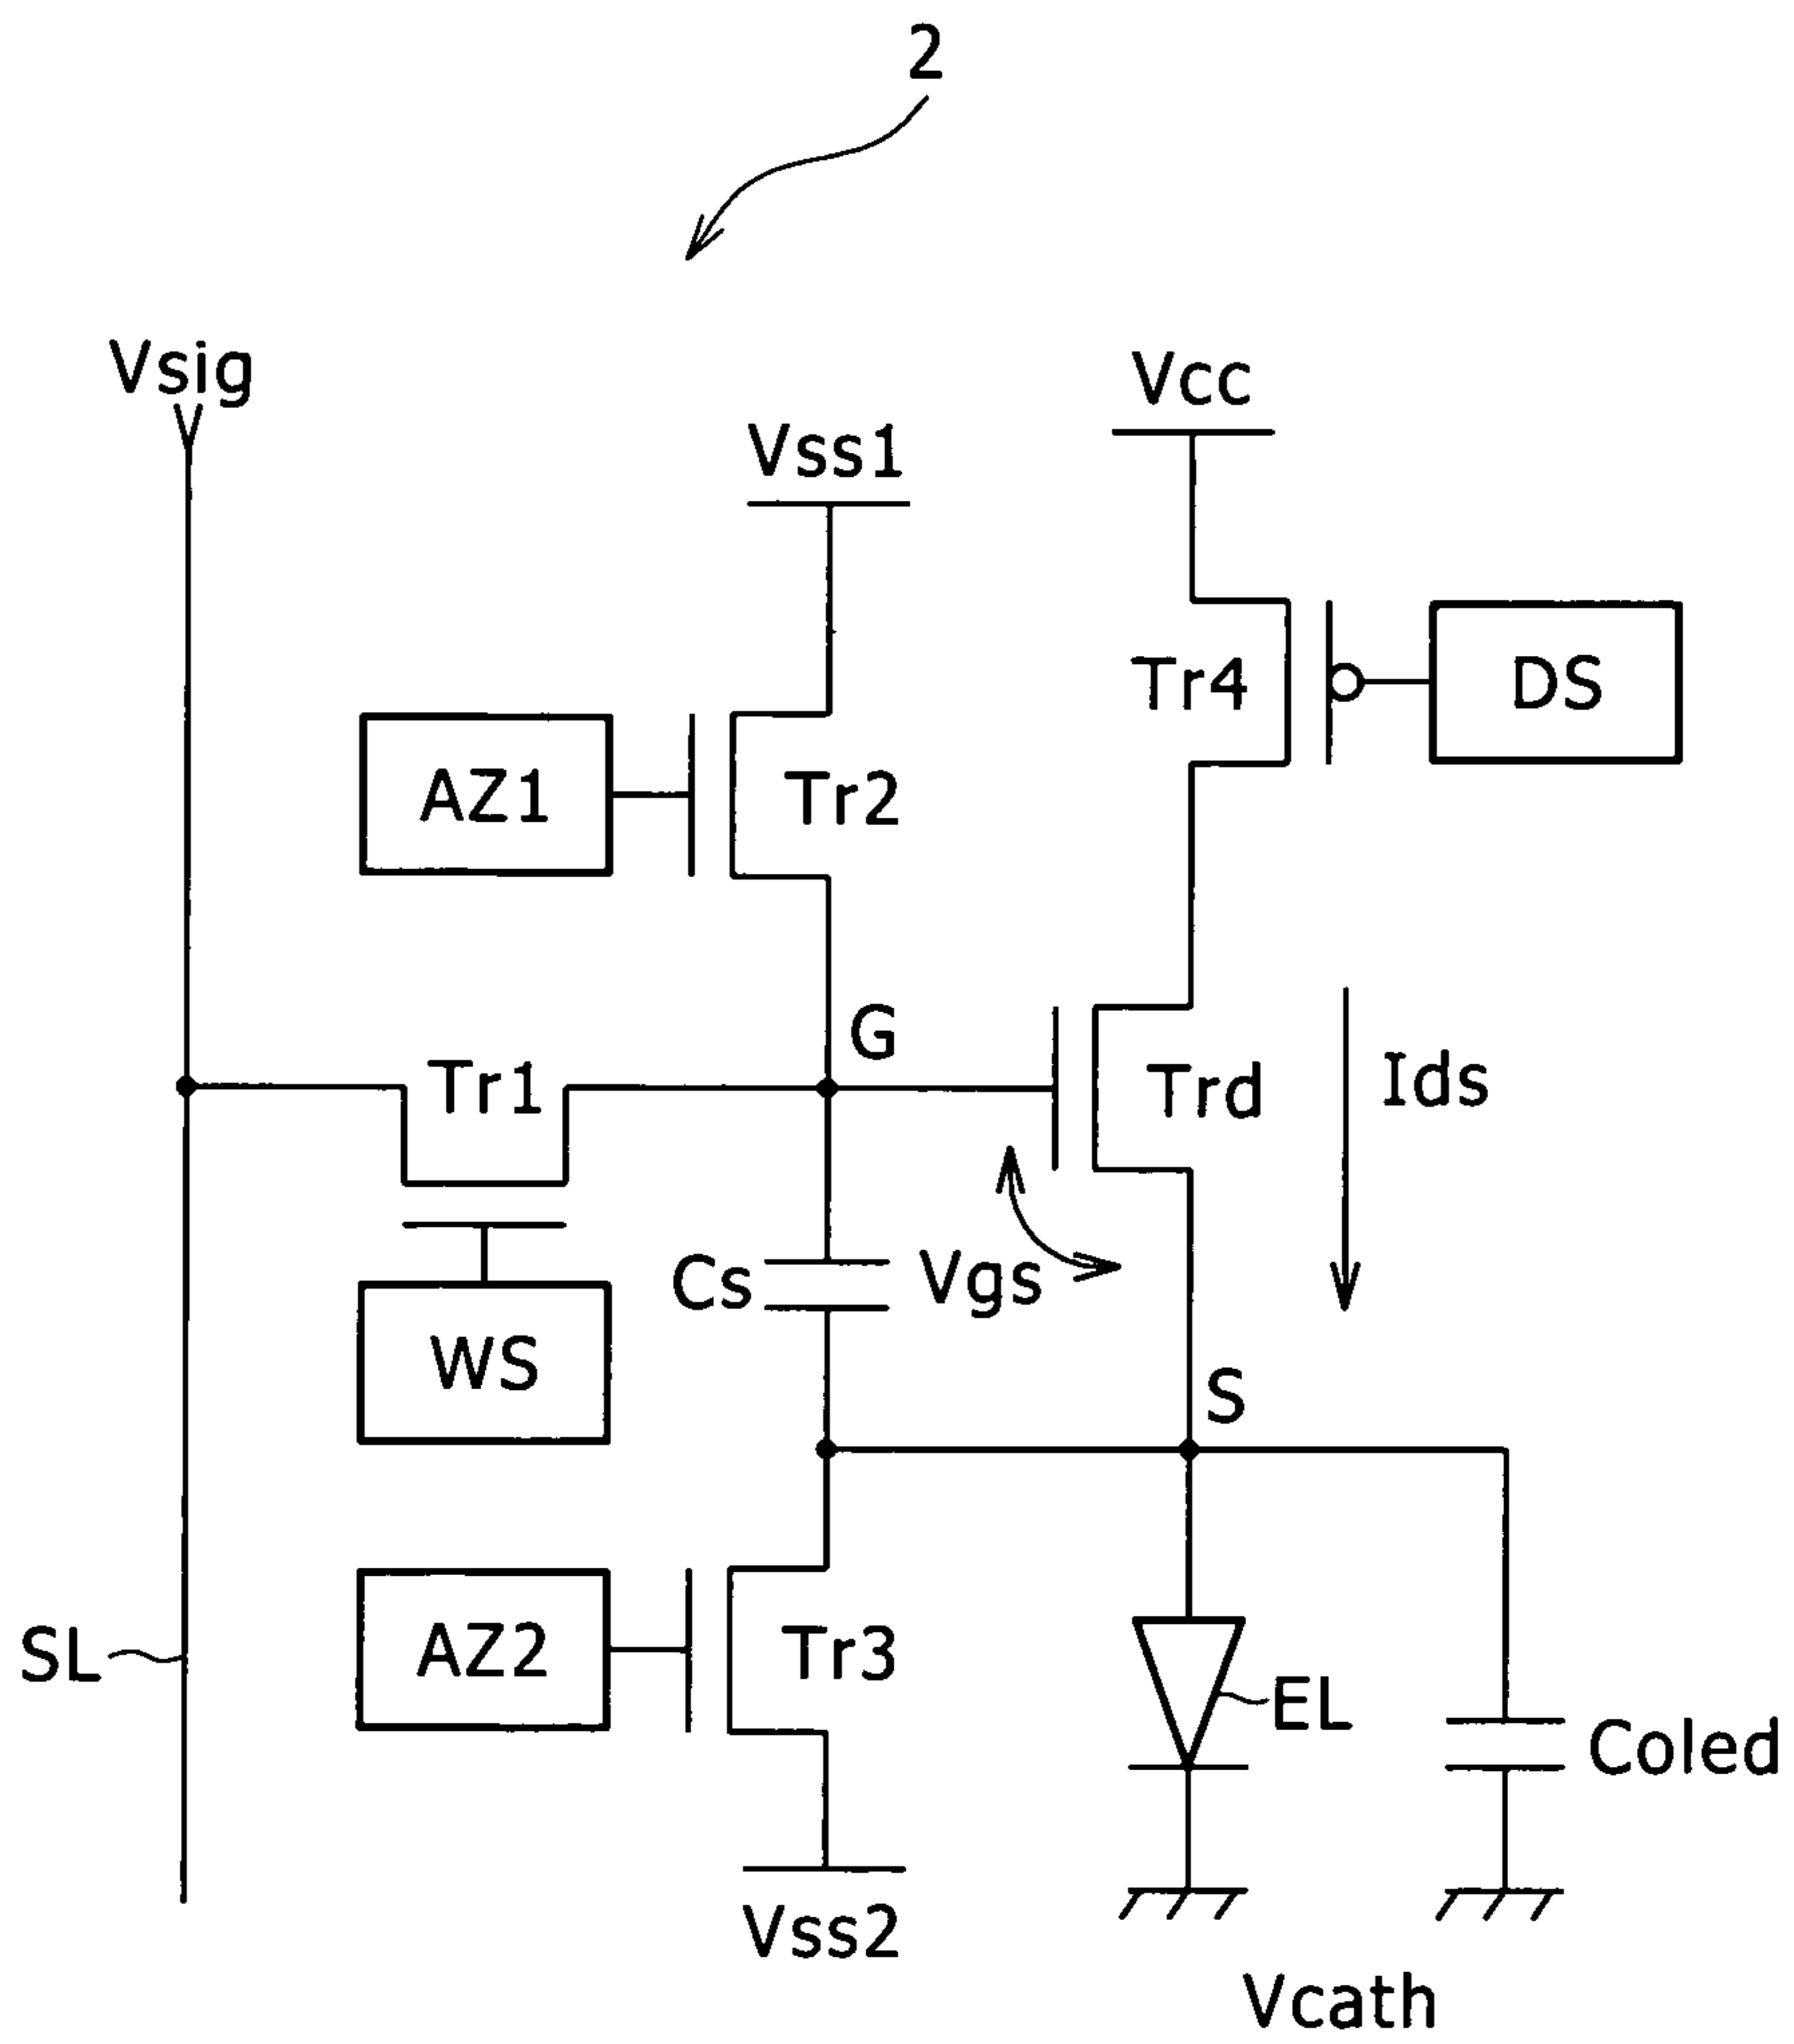 2
Vsig
Vcc
Vss1
Tr4
DS
AZ1
Tr2
G
Tr1
Trd
Ids
Cs
Vgs
WS
S
SL
AZ2
Tr3
EL
Coled
Vss2
Vcath